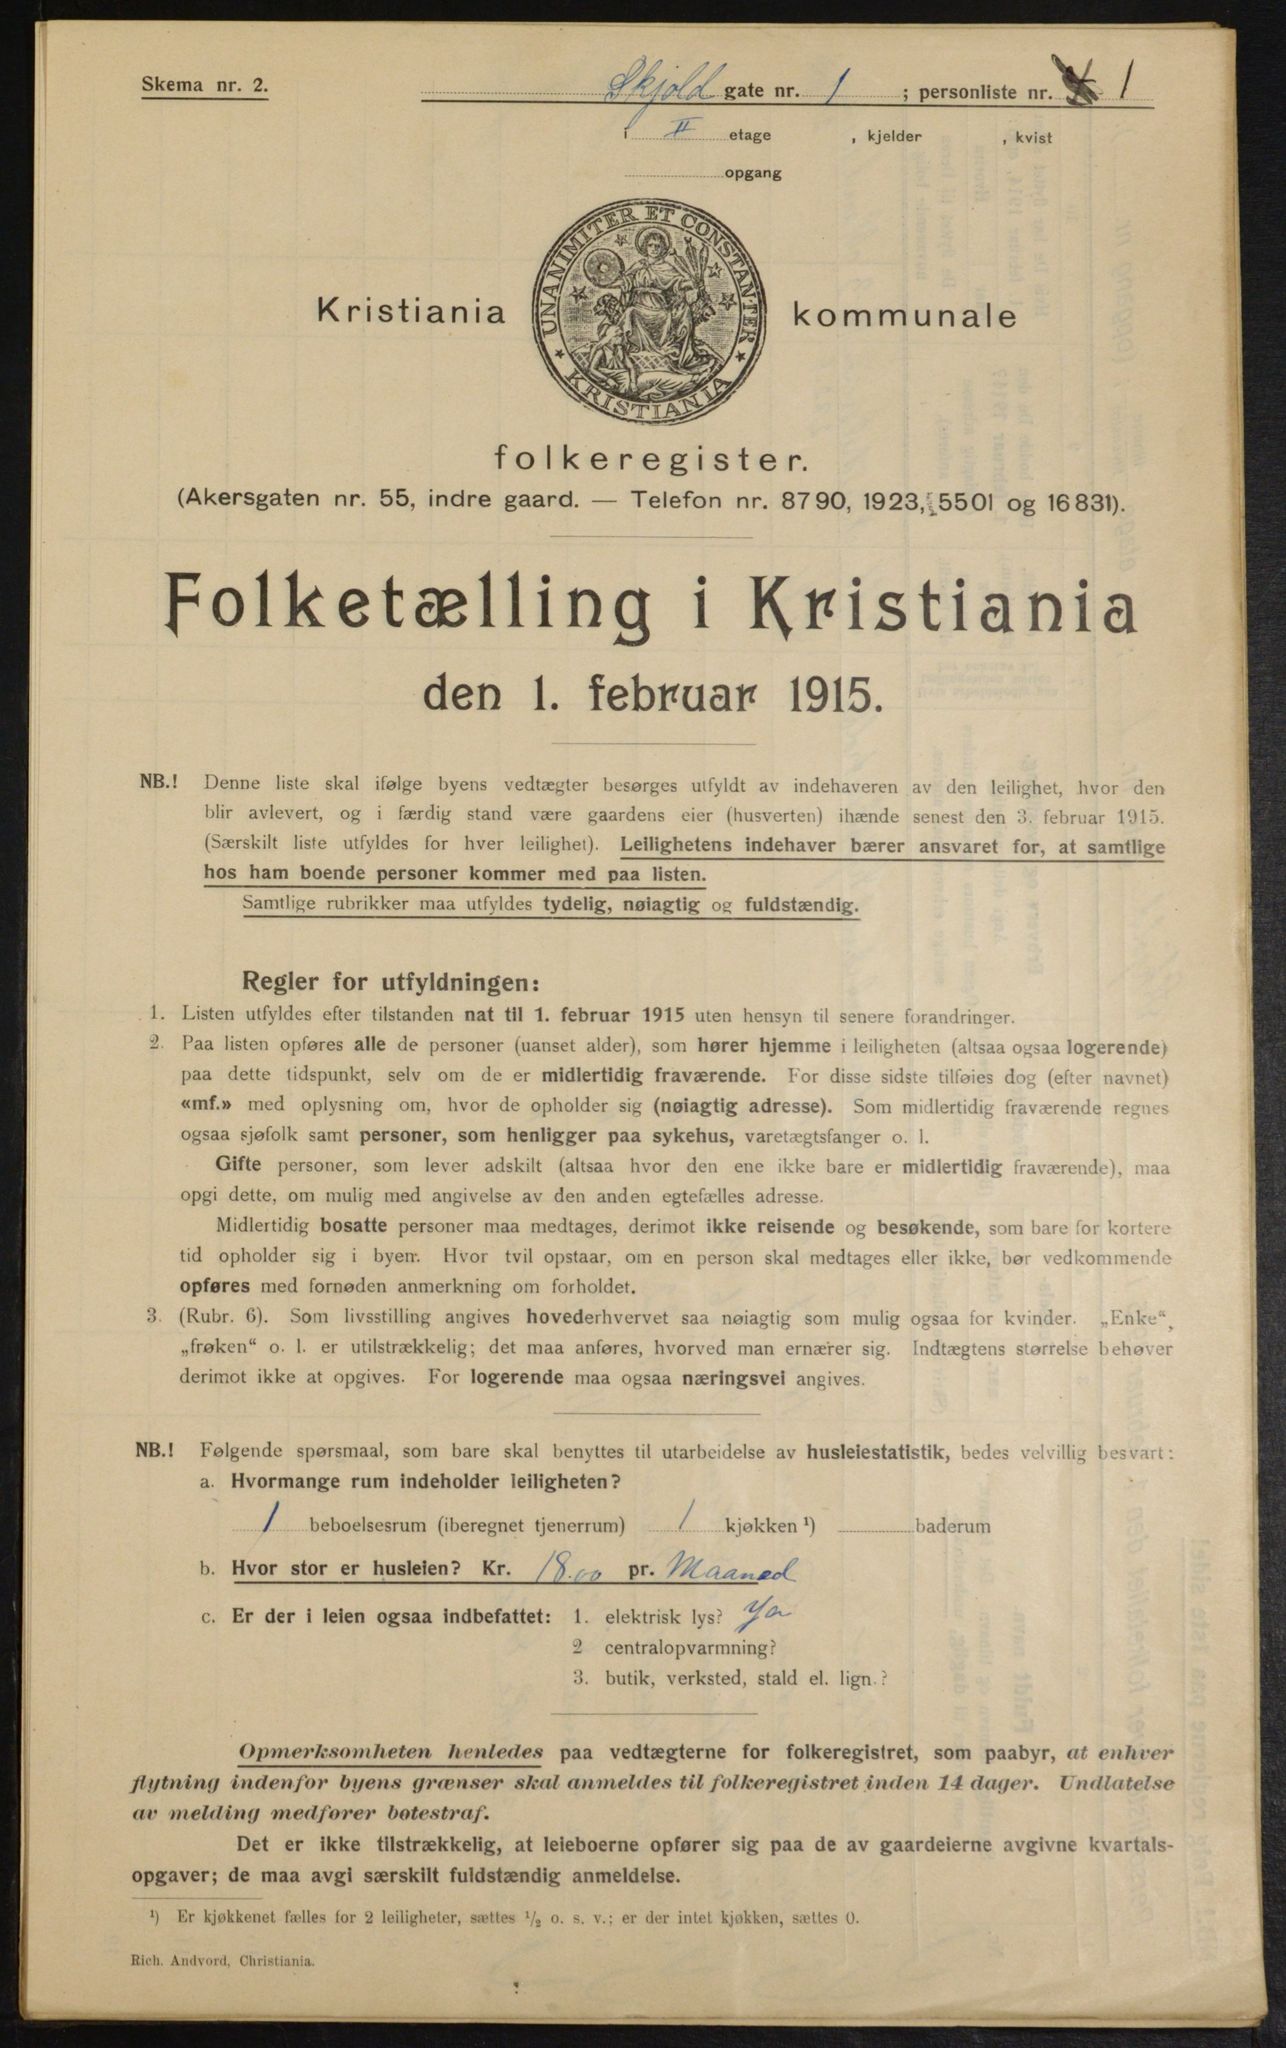 Skema nr. 2.
Skjold gate nr. 1 ; personliste nr. 1
i II etage , kjelder , kvist
opgang
UNANIMITER ET CONSTANTER
KRISTIANIA
Kristiania kommunale
folkeregister.
(Akersgaten nr. 55, indre gaard. — Telefon nr. 8790, 1923, 5501 og 16831).
Folketælling i Kristiania
den 1. februar 1915.
NB.! Denne liste skal ifølge byens vedtægter besørges utfyldt av indehaveren av den leilighet, hvor den
blir avlevert, og i færdig stand være gaardens eier (husverten) ihænde senest den 3. februar 1915.
(Særskilt liste utfyldes for hver leilighet). Leilighetens indehaver bærer ansvaret for, at samtlige
hos ham boende personer kommer med paa listen.
Samtlige rubrikker maa utfyldes tydelig, nøiagtig og fuldstændig.
Regler for utfyldningen:
1. Listen utfyldes efter tilstanden nat til 1. februar 1915 uten hensyn til senere forandringer.
2. Paa listen opføres alle de personer (uanset alder), som hører hjemme i leiligheten (altsaa ogsaa logerende)
paa dette tidspunkt, selv om de er midlertidig fraværende. For disse sidste tilføies dog (efter navnet)
«mf.» med oplysning om, hvor de opholder sig (nøiagtig adresse). Som midlertidig fraværende regnes
ogsaa sjøfolk samt personer, som henligger paa sykehus, varetægtsfanger o. l.
Gifte personer, som lever adskilt (altsaa hvor den ene ikke bare er midlertidig fraværende), maa
opgi dette, om mulig med angivelse av den anden egtefælles adresse.
Midlertidig bosatte personer maa medtages, derimot ikke reisende og besøkende, som bare for kortere
tid opholder sig i byen. Hvor tvil opstaar, om en person skal medtages eller ikke, bør vedkommende
opføres med fornøden anmerkning om forholdet.
3. (Rubr. 6). Som livsstilling angives hovederhvervet saa nøiagtig som mulig ogsaa for kvinder. „Enke“,
„frøken“ o. l. er utilstrækkelig; det maa anføres, hvorved man ernærer sig. Indtægtens størrelse behøver
derimot ikke at opgives. For logerende maa ogsaa næringsvei angives.
NB.! Følgende spørsmaal, som bare skal benyttes til utarbeidelse av husleiestatistik, bedes velvillig besvart:
a. Hvormange rum indeholder leiligheten?
1 beboelsesrum (iberegnet tjenerrum) 1 kjøkken ¹) baderum
b. Hvor stor er husleien? Kr. 18.00 pr. Maaned
c. Er der i leien ogsaa indbefattet: 1. elektrisk lys? Ja
2 centralopvarmning?
3. butik, verksted, stald el. lign.?
Opmerksomheten henledes paa vedtægterne for folkeregistret, som paabyr, at enhver
flytning indenfor byens grænser skal anmeldes til folkeregistret inden 14 dager. Undlatelse
av melding medfører bøtestraf.
Det er ikke tilstrækkelig, at leieboerne opfører sig paa de av gaardeierne avgivne kvartals-
opgaver; de maa avgi særskilt fuldstændig anmeldelse.
¹) Er kjøkkenet fælles for 2 leiligheter, sættes ½ o. s. v.; er der intet kjøkken, sættes 0.
Rich. Andvord, Christiania.